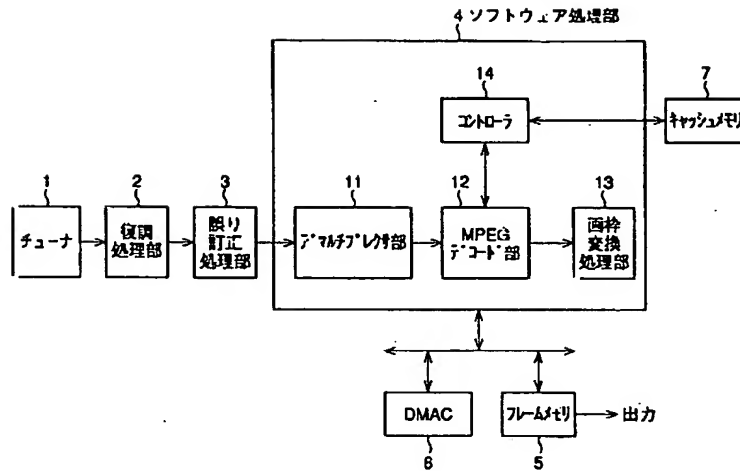 4 ソフトウェア処理部
14
コントローラ
7
キャッシュメモリ
1
チューナ
2
復調
処理部
3
誤り
訂正
処理部
11
デマルチプレクサ部
12
MPEG
デコード部
13
画枠
変換
処理部
DMAC
6
フレームメモリ
5
出力